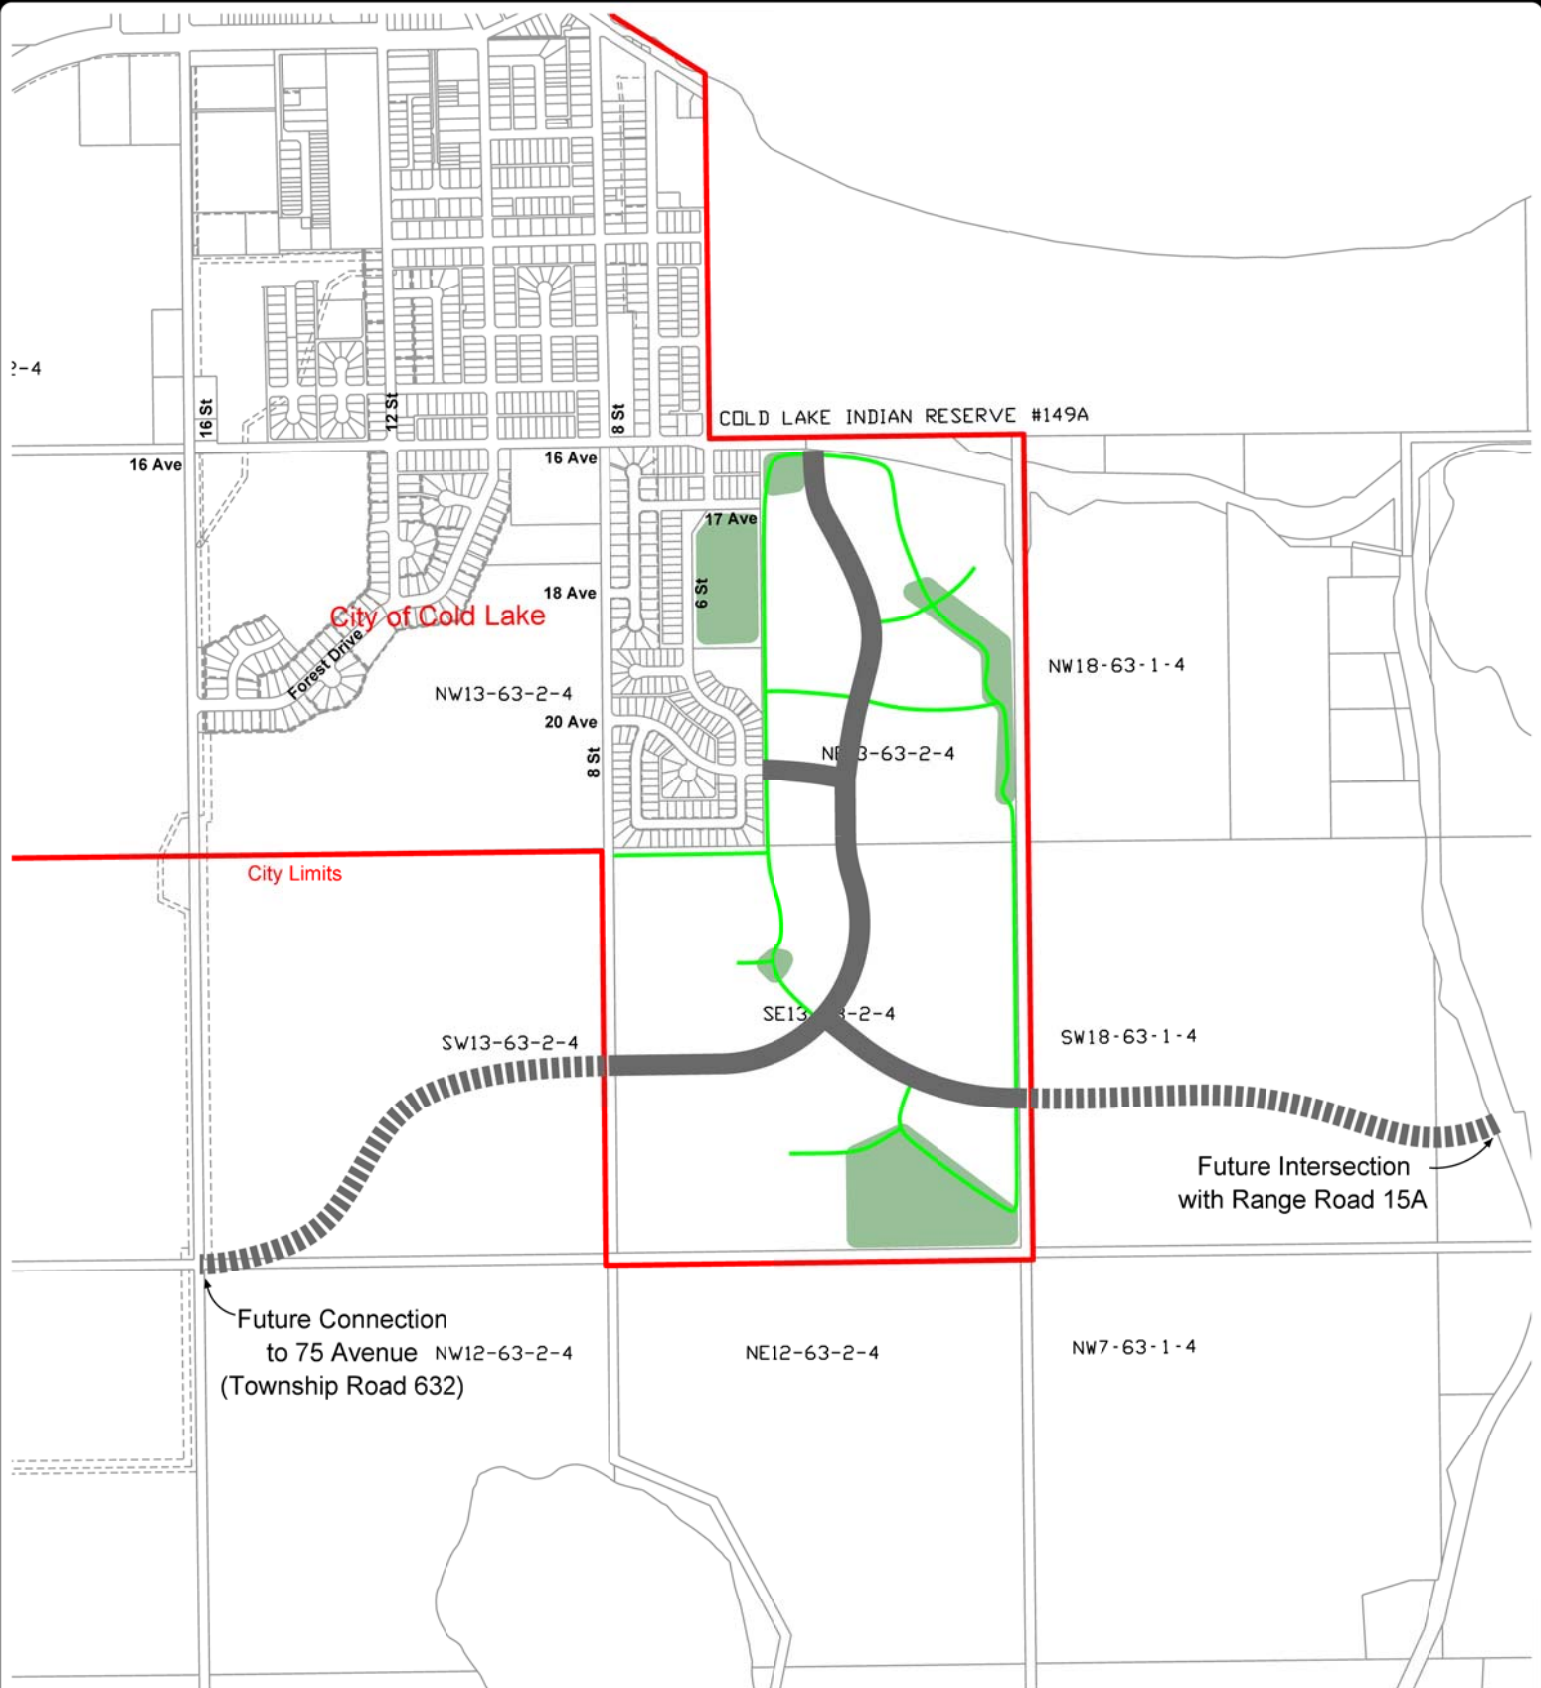 COLD LAKE INDIAN RESERVE #149A
2-4
16 St
12 St
8 St
16 Ave
16 Ave
17 Ave
18 Ave
6 St
City of Cold Lake
Forest Drive
NW13-63-2-4
NW18-63-1-4
20 Ave
8 St
3-63-2-4
City Limits
SE13
-2-4
SW13-63-2-4
SW18-63-1-4
Future Intersection
with Range Road 15A
Future Connection
to 75 Avenue
(Township Road 632)
NW12-63-2-4
NE12-63-2-4
NW7-63-1-4